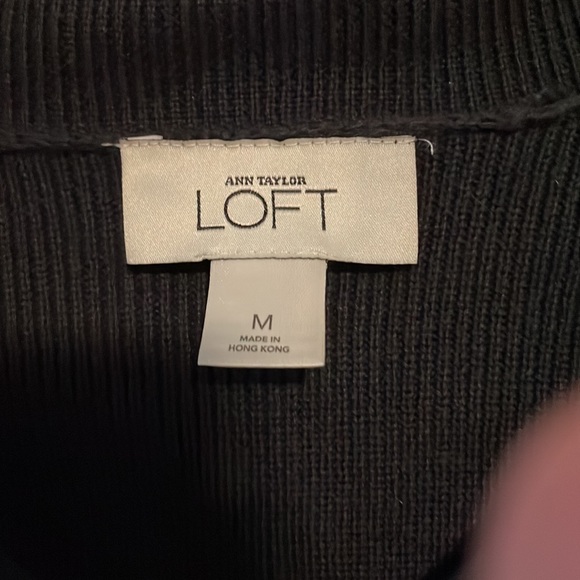 ANN TAYLOR
LOFT
M
MADE IN
HONG KONG